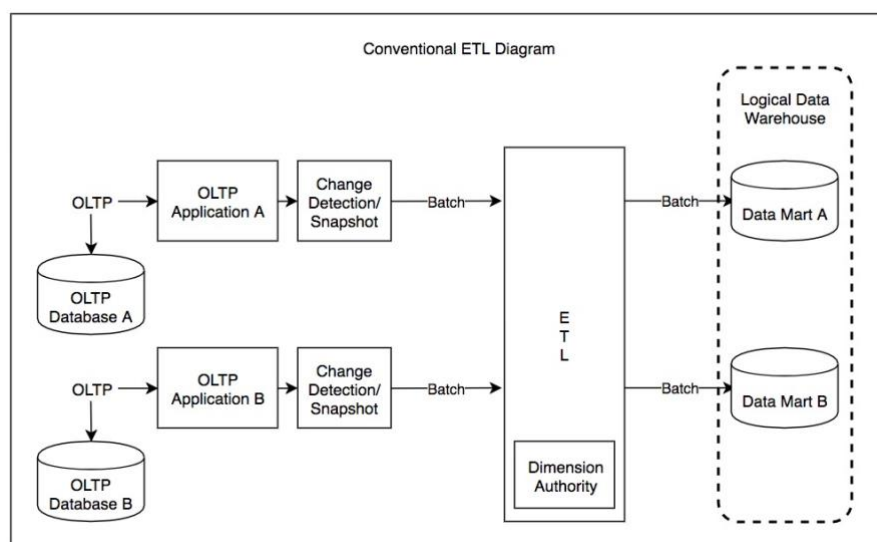 Conventional ETL Diagram
Logical Data
Warehouse
OLTP
OLTP
Application A
Change
Detection/
Snapshot
Batch
Batch
Data Mart A
OLTP
Database A
E
T
L
OLTP
OLTP
Application B
Change
Detection/
Snapshot
Batch
Batch
Data Mart B
OLTP
Database B
Dimension
Authority